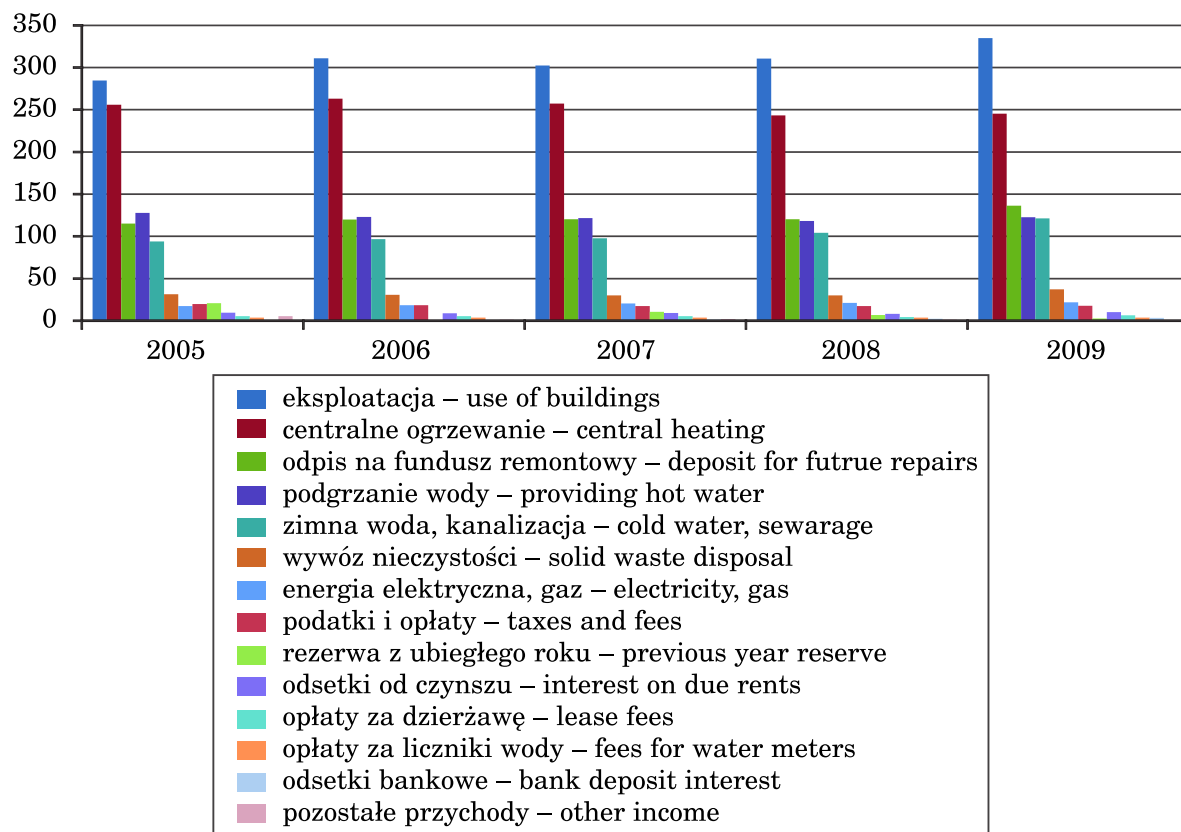 350
300
250
200
150
100
50
0
2005 2006 2007 2008 2009
eksploatacja – use of buildings
centralne ogrzewanie – central heating
odpis na fundusz remontowy – deposit for futrue repairs
podgrzanie wody – providing hot water
zimna woda, kanalizacja – cold water, sewarage
wywóz nieczystości – solid waste disposal
energia elektryczna, gaz – electricity, gas
podatki i opłaty – taxes and fees
rezerwa z ubiegłego roku – previous year reserve
odsetki od czynszu – interest on due rents
opłaty za dzierżawę – lease fees
opłaty za liczniki wody – fees for water meters
odsetki bankowe – bank deposit interest
pozostałe przychody – other income